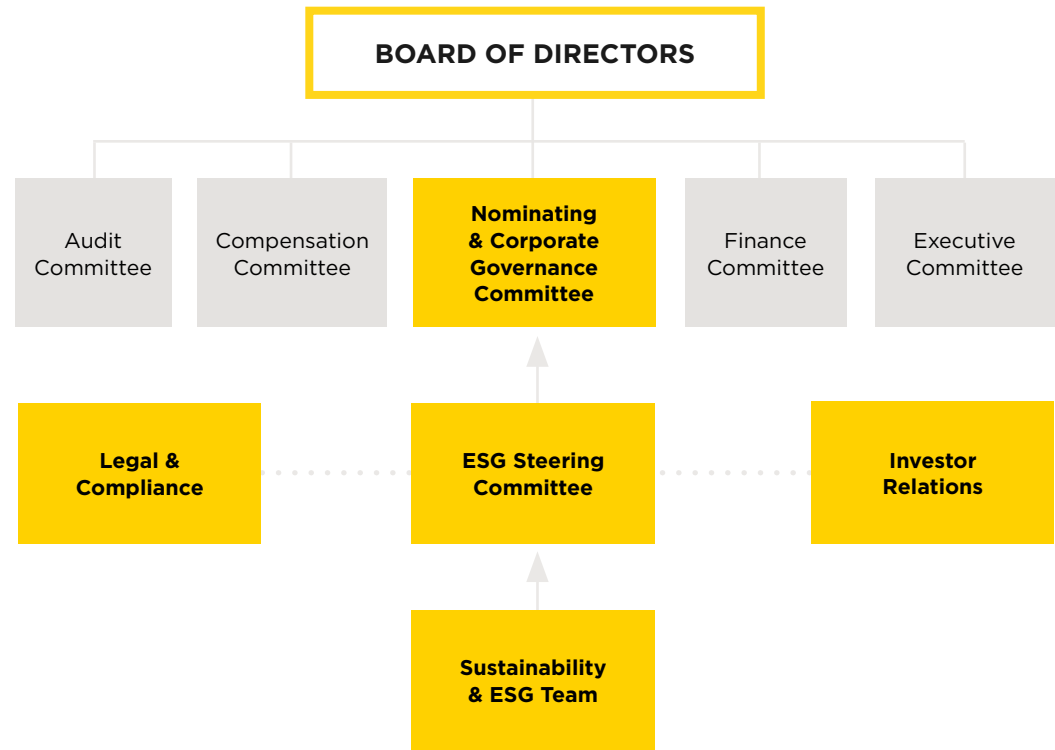 BOARD OF DIRECTORS
Audit
Committee
Compensation
Committee
Nominating
& Corporate
Governance
Committee
Finance
Committee
Executive
Committee
Legal &
Compliance
ESG Steering
Committee
Investor
Relations
Sustainability
& ESG Team